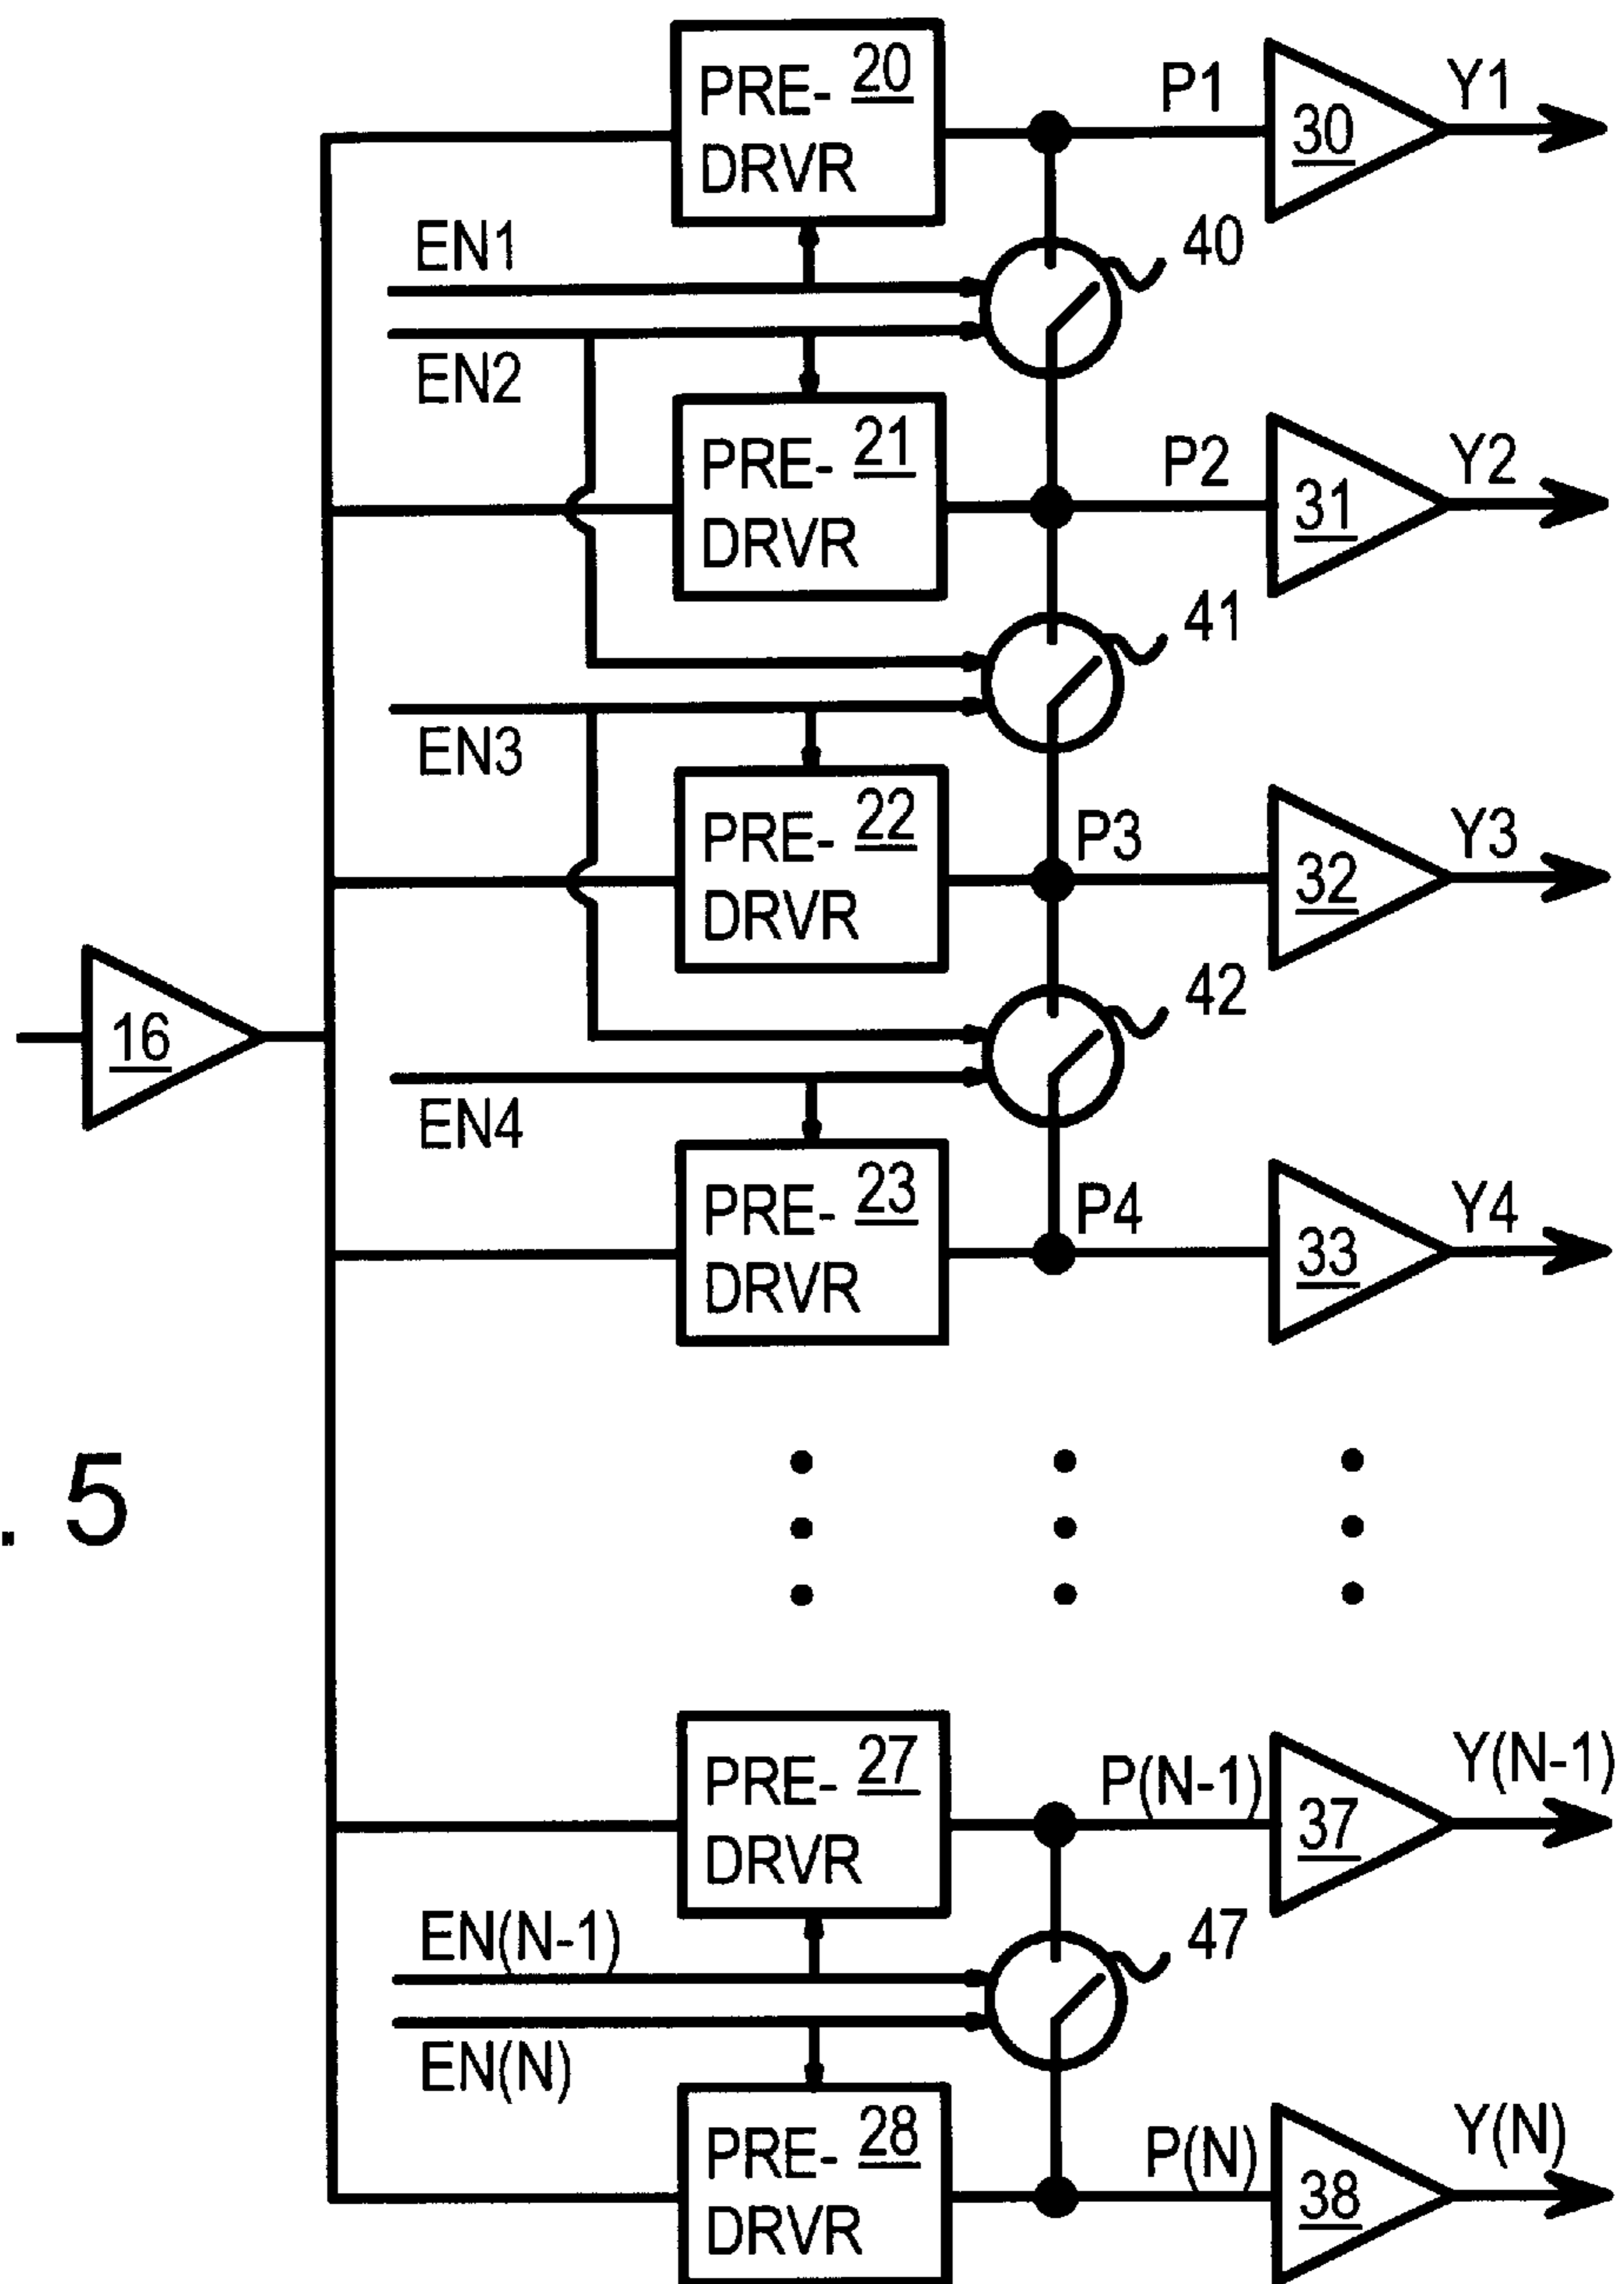 PRE- 20
DRVR
P1
30
Y1
EN1
40
EN2
PRE- 21
DRVR
P2
31
Y2
41
EN3
PRE- 22
DRVR
P3
32
Y3
16
42
EN4
PRE- 23
DRVR
P4
33
Y4
. 5
PRE- 27
DRVR
P(N-1)
37
Y(N-1)
EN(N-1)
47
EN(N)
PRE- 28
DRVR
P(N)
38
Y(N)